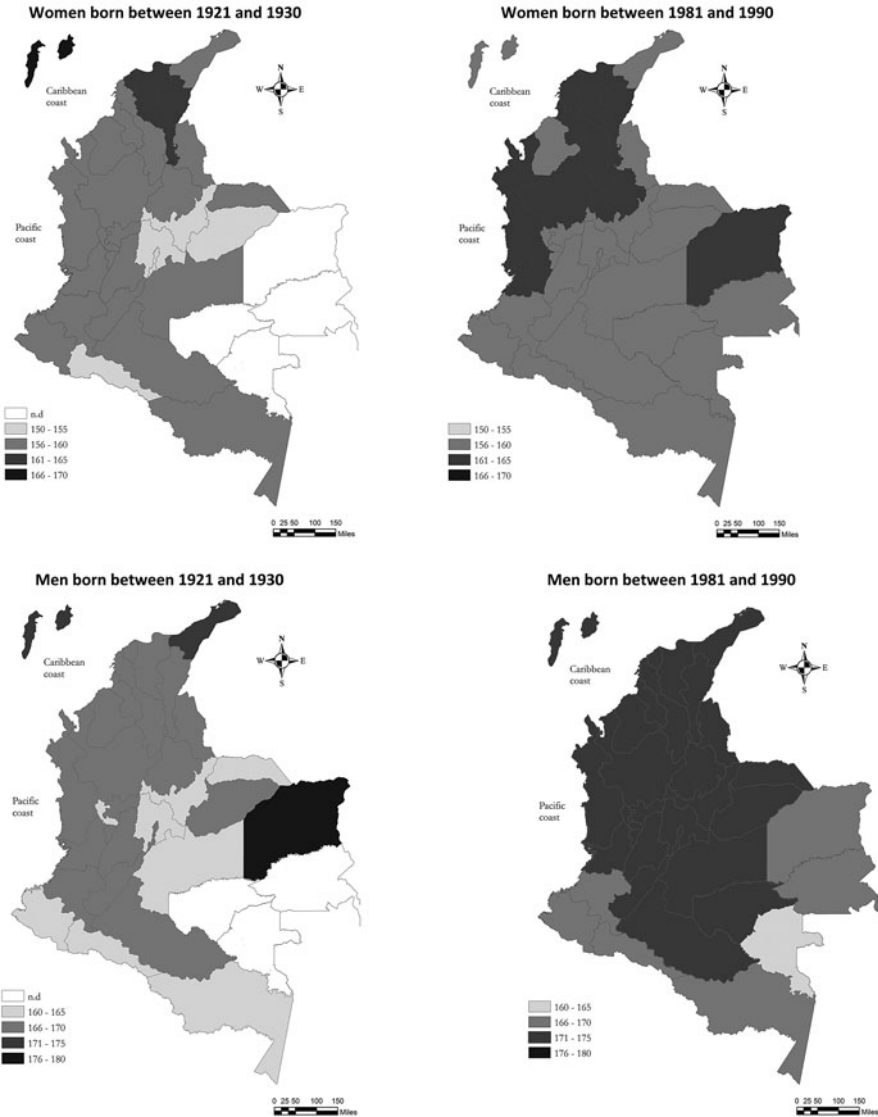 Women born between 1921 and 1930
Caribbean
coast
N
W E
S
Pacific
coast
n.d
150 - 155
156 - 160
161 - 165
166 - 170
0 25 50 100 150
Miles
Women born between 1981 and 1990
Caribbean
coast
N
W E
S
Pacific
coast
150 - 155
156 - 160
161 - 165
166 - 170
0 25 50 100 150
Miles
Men born between 1921 and 1930
Caribbean
coast
N
W E
S
Pacific
coast
n.d
160 - 165
166 - 170
171 - 175
176 - 180
0 25 50 100 150
Miles
Men born between 1981 and 1990
Caribbean
coast
N
W E
S
Pacific
coast
160 - 165
166 - 170
171 - 175
176 - 180
0 25 50 100 150
Miles